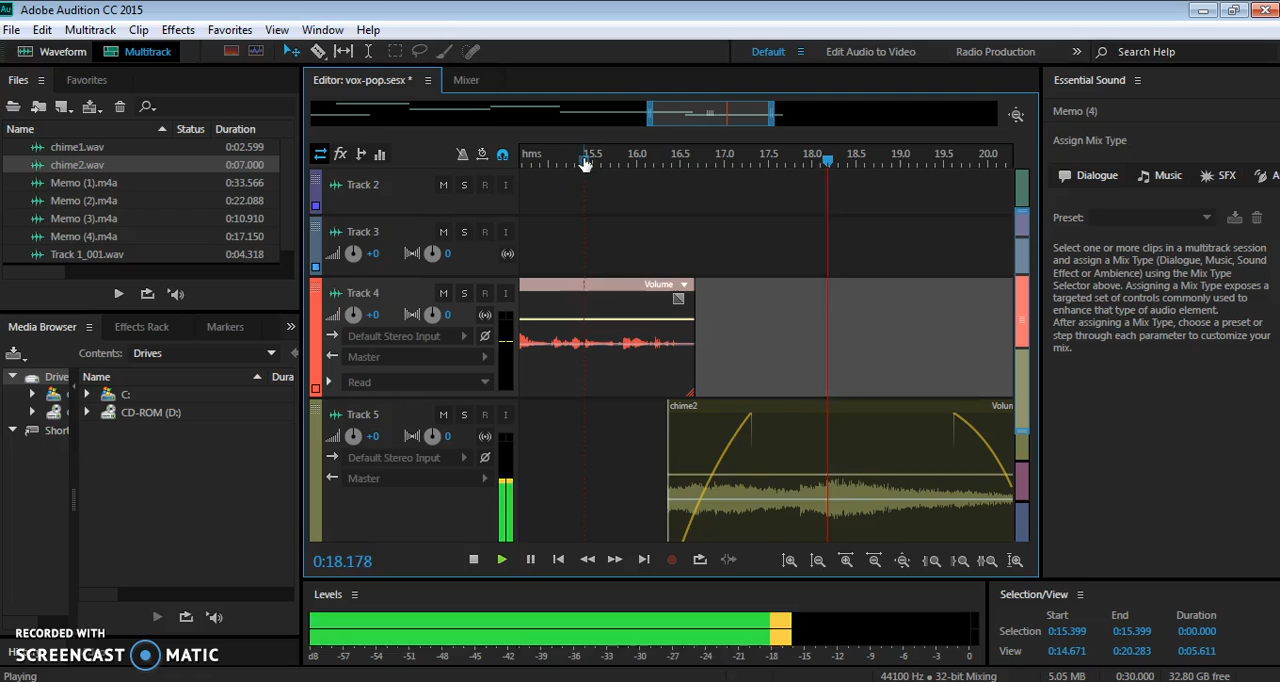 Au Adobe Audition CC 2015
File Edit Multitrack Clip Effects Favorites View Window Help
Waveform Multitrack Default Edit Audio to Video Radio Production Search Help
Files Favorites
Name Status Duration
chime1.wav 0:02.599
chime2.wav 0:07.000
Memo (1).m4a 0:33.566
Memo (2).m4a 0:22.088
Memo (3).m4a 0:10.910
Memo (4).m4a 0:17.150
Track 1_001.wav 0:04.318
Media Browser Effects Rack Markers
Contents: Drives
Drive Name Dura
C:
CD-ROM (D:)
Short
RECORDED WITH
SCREENCAST MATIC
Playing
Editor: vox-pop.sesx * Mixer
hms 15.5 16.0 16.5 17.0 17.5 18.0 18.5 19.0 19.5 20.0
fx
Track 2 M S R I
Track 3 M S R I
+0 0
Track 4 M S R I
+0 0
Default Stereo Input
Master
Read
Volume
Track 5 M S R I
+0 0
Default Stereo Input
Master
chime2 Volun
0:18.178
Levels
dB -57 -54 -51 -48 -45 -42 -39 -36 -33 -30 -27 -24 -21 -18 -15 -12 -9 -6 -3 0
Essential Sound
Memo (4)
Assign Mix Type
Dialogue Music SFX A
Preset:
Select one or more clips in a multitrack session
and assign a Mix Type (Dialogue, Music, Sound
Effect or Ambience) using the Mix Type
Selector above. Assigning a Mix Type exposes a
targeted set of controls commonly used to
enhance that type of audio element.
After assigning a Mix Type, choose a preset or
step through each parameter to customize your
mix.
Selection/View
Start End Duration
Selection 0:15.399 0:15.399 0:00.000
View 0:14.671 0:20.283 0:05.611
44100 Hz ● 32-bit Mixing 5.05 MB 0:30.000 32.80 GB free